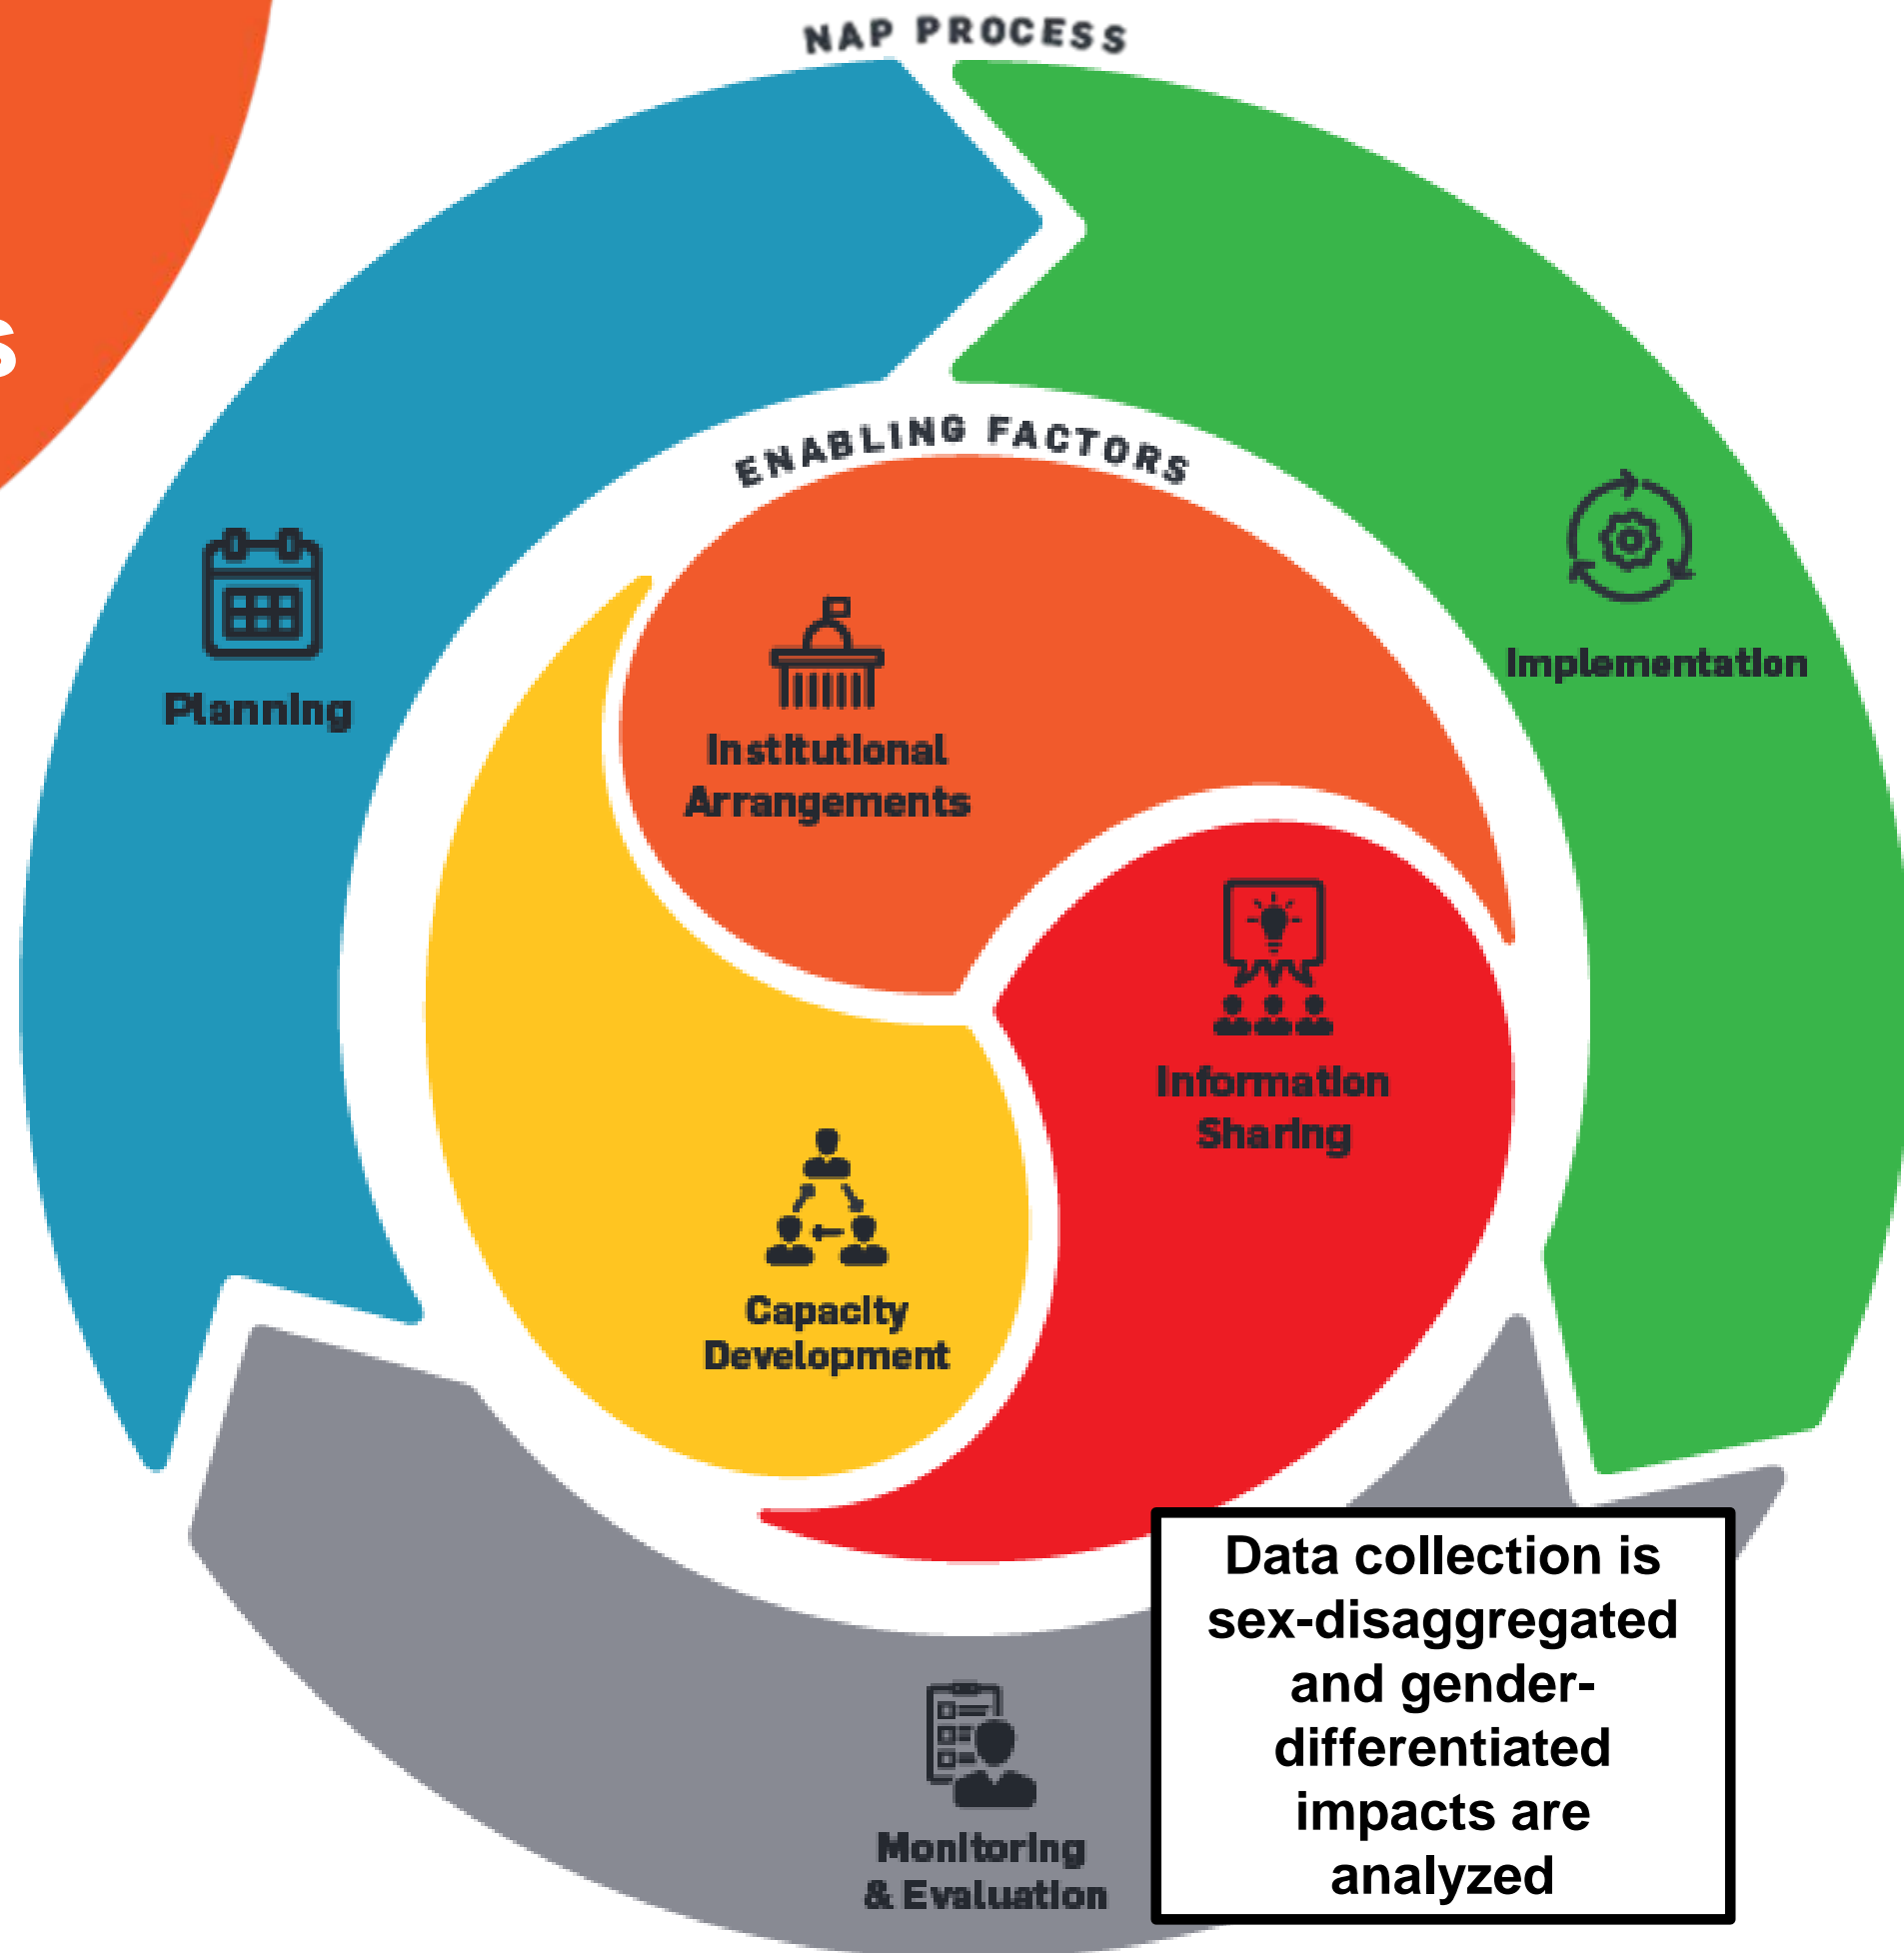 NAP PROCESS
s
ENABLING FACTORS
Planning
Implementation
Institutional
Arrangements
Information
Sharing
Capacity
Development
Monitoring
& Evaluation
Data collection is
sex-disaggregated
and gender-
differentiated
impacts are
analyzed